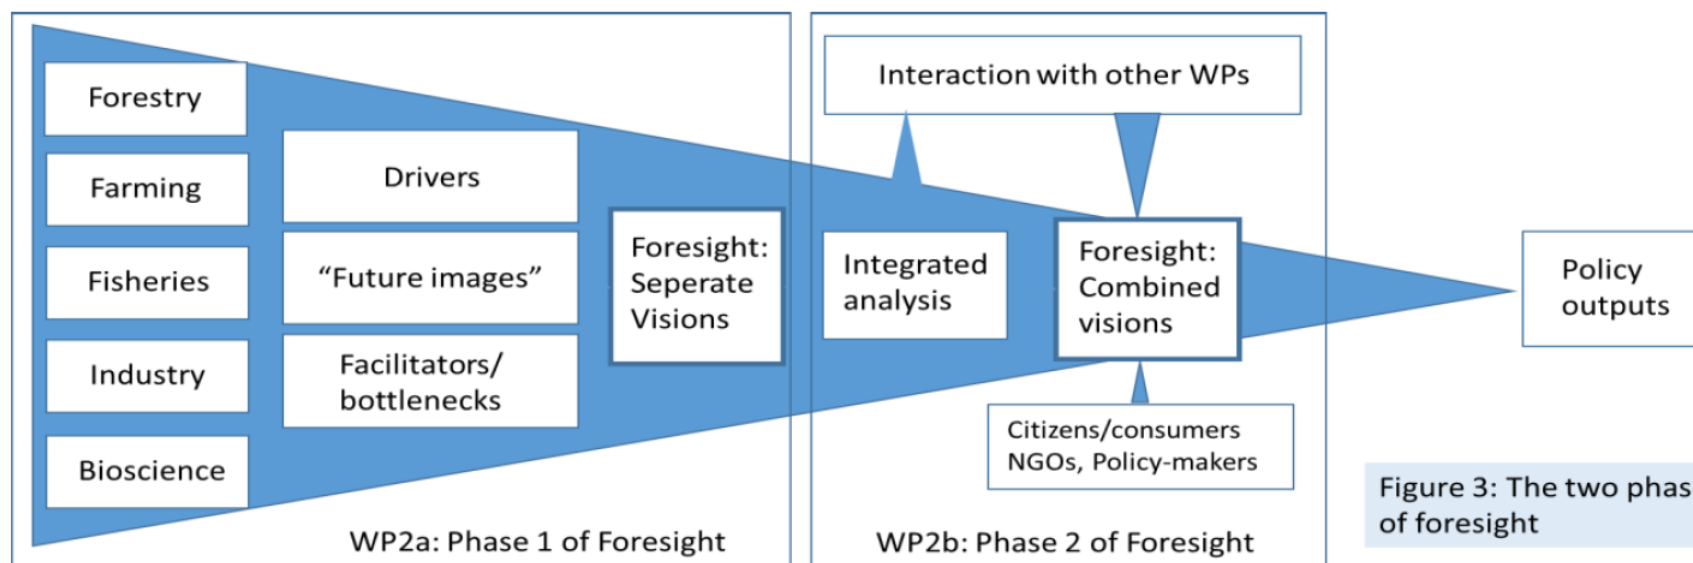 Forestry
Farming
Fisheries
Industry
Bioscience
Drivers
“Future images”
Facilitators/
bottlenecks
Foresight:
Seperate
Visions
WP2a: Phase 1 of Foresight
Interaction with other WPs
Integrated
analysis
Foresight:
Combined
visions
Citizens/consumers
NGOs, Policy-makers
WP2b: Phase 2 of Foresight
Policy
outputs
Figure 3: The two phas
of foresight